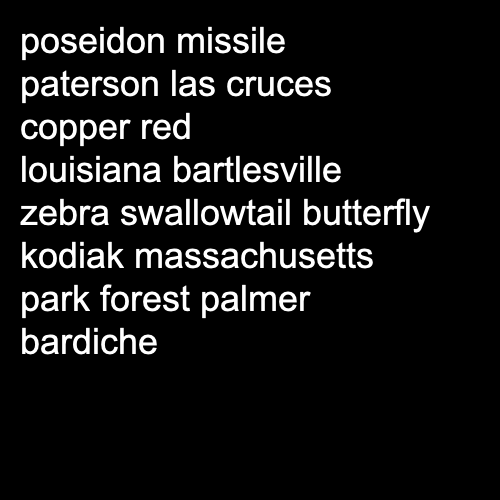 poseidon missile
paterson las cruces
copper red
louisiana bartlesville
zebra swallowtail butterfly
kodiak massachusetts
park forest palmer
bardiche